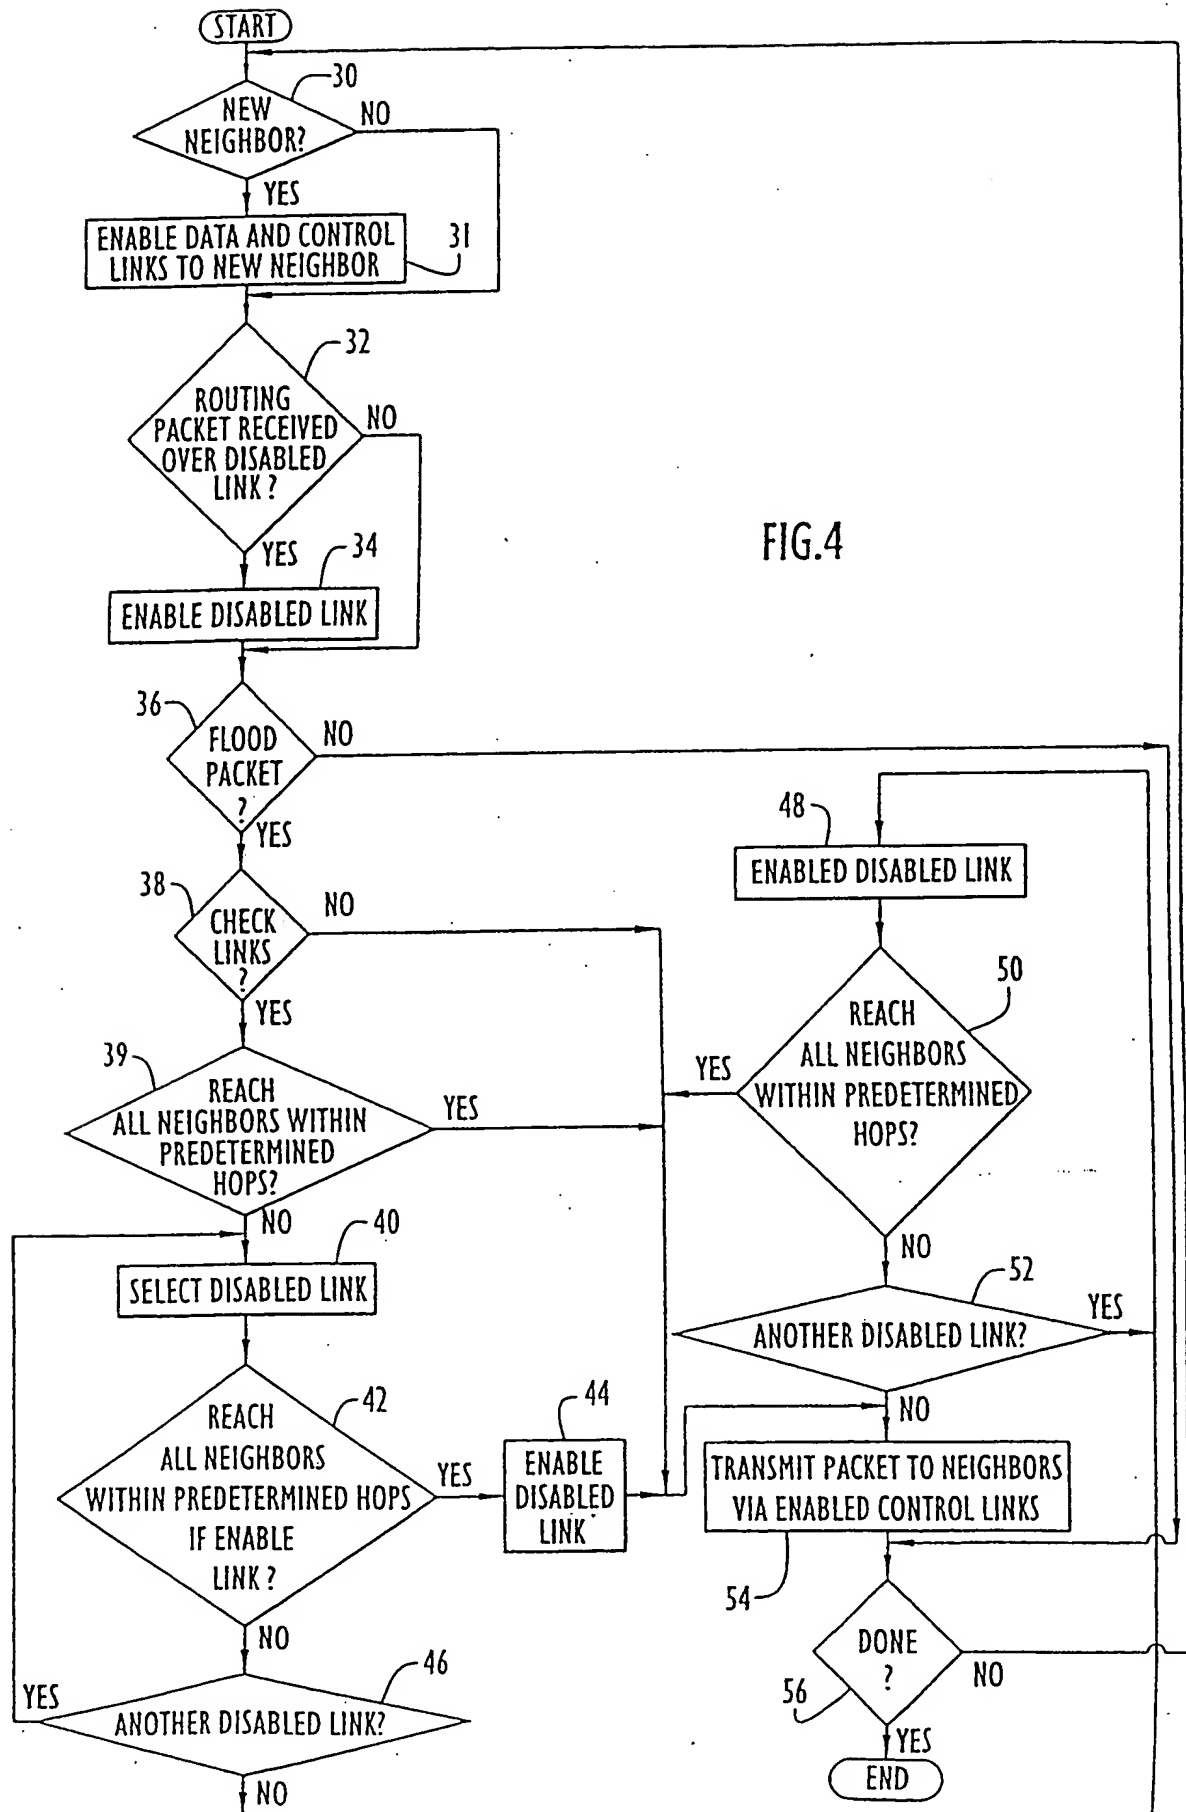 START
30
NEW
NEIGHBOR?
NO
YES
ENABLE DATA AND CONTROL
LINKS TO NEW NEIGHBOR
31
32
ROUTING
PACKET RECEIVED
OVER DISABLED
LINK ?
NO
YES
34
ENABLE DISABLED LINK
FIG.4
36
FLOOD
PACKET
?
NO
YES
38
CHECK
LINKS
?
NO
YES
39
REACH
ALL NEIGHBORS WITHIN
PREDETERMINED
HOPS?
YES
NO
40
SELECT DISABLED LINK
42
REACH
ALL NEIGHBORS
WITHIN PREDETERMINED HOPS
IF ENABLE
LINK ?
YES
NO
44
ENABLE
DISABLED
LINK
46
ANOTHER DISABLED LINK?
YES
NO
48
ENABLED DISABLED LINK
50
REACH
ALL NEIGHBORS
WITHIN PREDETERMINED
HOPS?
YES
NO
52
ANOTHER DISABLED LINK?
YES
NO
TRANSMIT PACKET TO NEIGHBORS
VIA ENABLED CONTROL LINKS
54
DONE
?
56
NO
YES
END